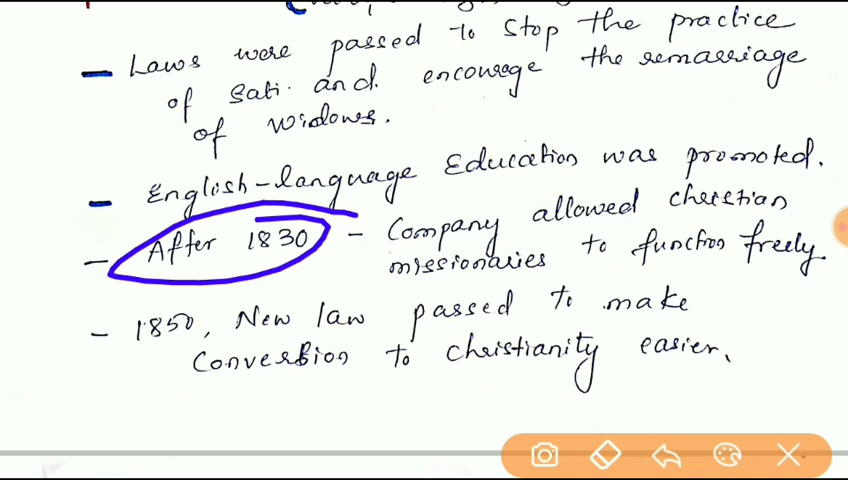 - Laws were passed to stop the practice
of Sati. and encourage the remarriage
of Widows.
- English-language Education was promoted.
- After 1830 - Company allowed christian
missionaries to function freely.
- 1850, New law passed to make
Conversion to christianity easier.